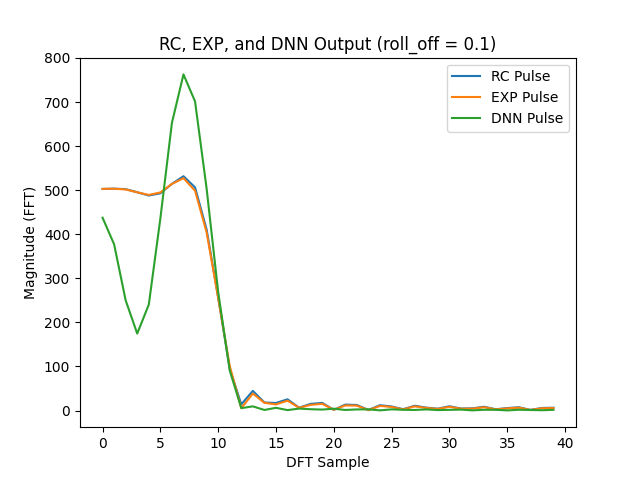 RC, EXP, and DNN Output (roll_off = 0.1)
RC Pulse
EXP Pulse
DNN Pulse
Magnitude (FFT)
800
700
600
500
400
300
200
100
0
0 5 10 15 20 25 30 35 40
DFT Sample